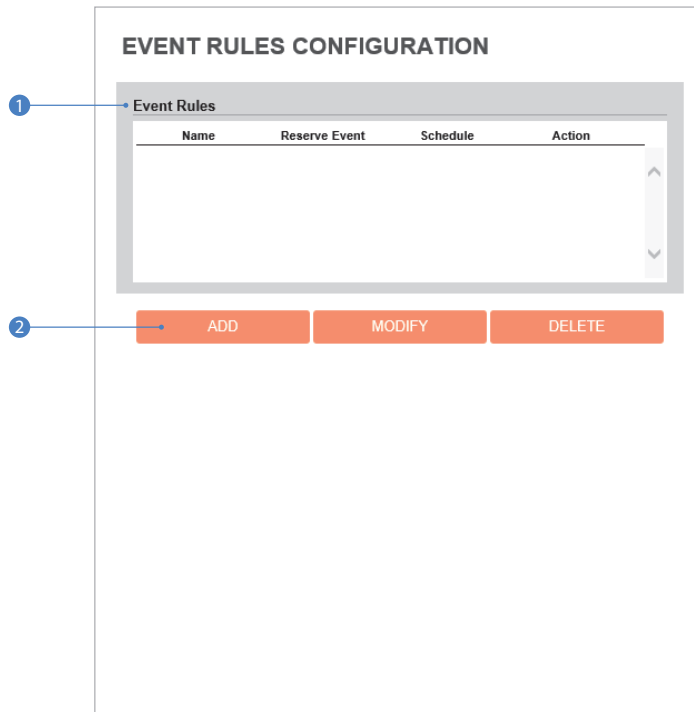 EVENT RULES CONFIGURATION
1
Event Rules
Name Reserve Event Schedule Action
2
ADD MODIFY DELETE